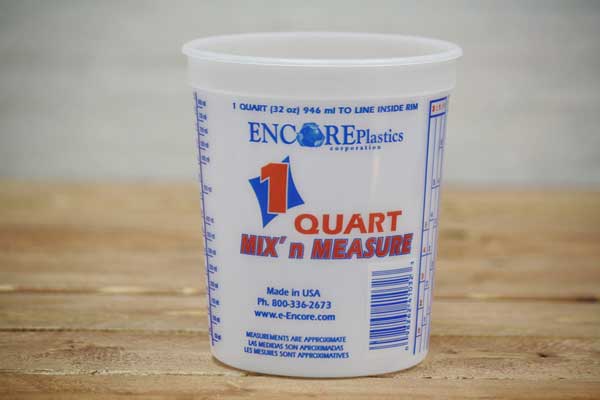 1 QUART (32 oz) 946 ml TO LINE INSIDE RIM
ENCORE Plastics
corporation
1
QUART
MIX' n MEASURE
Made in USA
Ph. 800-336-2673
www.e-Encore.com
MEASUREMENTS ARE APPROXIMATE
LAS MEDIDAS SON APROXIMADAS
LES MESURES SONT APPROXIMATIVES